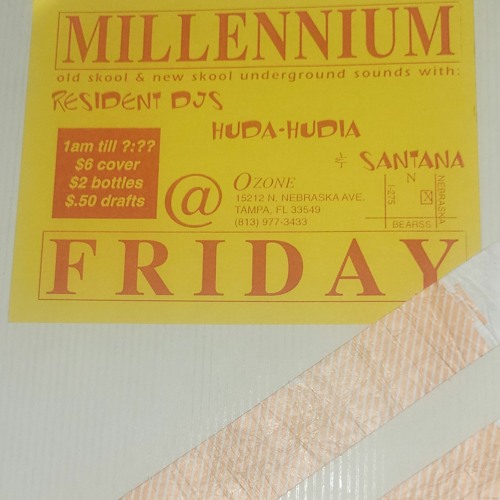 MILLENNIUM
old skool & new skool underground sounds with:
RESIDENT DJS
HUDA-HUDIA
& SANTANA
1am till ?:??
$6 cover
$2 bottles
$.50 drafts
@
OZONE
15212 N. NEBRASKA AVE.
TAMPA, FL 33549
(813) 977-3433
N
I-275
NEBRASKA
BEARSS
FRIDAY